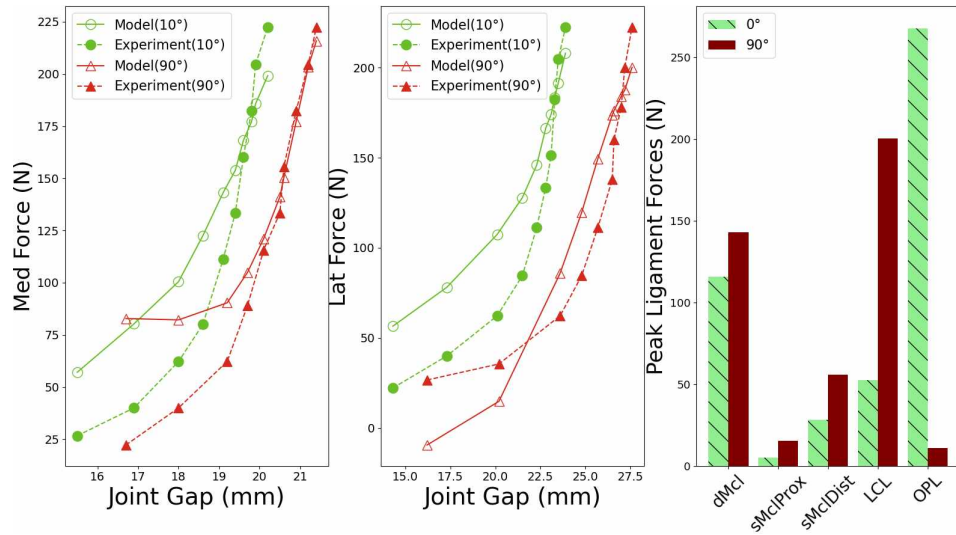 Model(10°)
Experiment(10°)
Model(90°)
Experiment(90°)
225
200
175
150
125
100
75
50
25
Med Force (N)
16
17
18
19
20
21
Joint Gap (mm)
Model(10°)
Experiment(10°)
Model(90°)
Experiment(90°)
200
150
100
50
0
Lat Force (N)
15.0
17.5
20.0
22.5
25.0
27.5
Joint Gap (mm)
0°
90°
250
200
150
100
50
0
Peak Ligament Forces (N)
dMcl
sMclProx
sMclDist
LCL
OPL